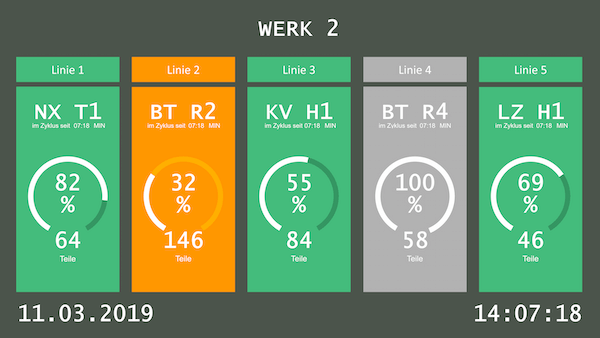 WERK 2
Linie 1
Linie 2
Linie 3
Linie 4
Linie 5
NX T1
im Zyklus seit 07:18 MIN
82
%
64
Teile
BT R2
im Zyklus seit 07:18 MIN
32
%
146
Teile
KV H1
im Zyklus seit 07:18 MIN
55
%
84
Teile
BT R4
im Zyklus seit 07:18 MIN
100
%
58
Teile
LZ H1
im Zyklus seit 07:18 MIN
69
%
46
Teile
11.03.2019
14:07:18